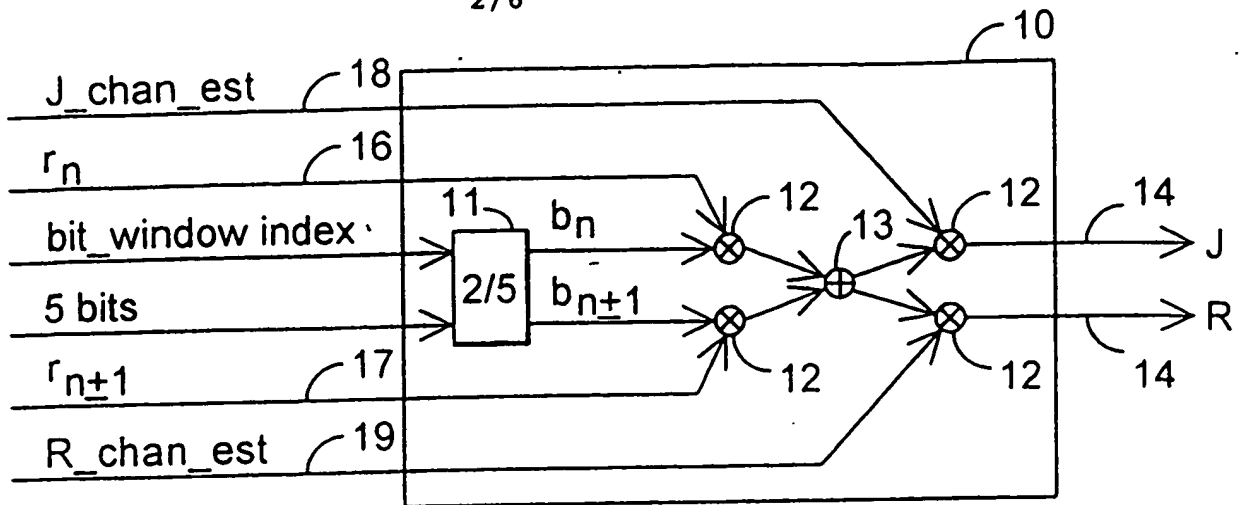 2/6
10
J_chan_est 18
r_n 16
bit_window index
11 b_n 12 13 12 14 J
2/5
5 bits b_n±1 R
r_n±1 17 12 12 14
R_chan_est 19